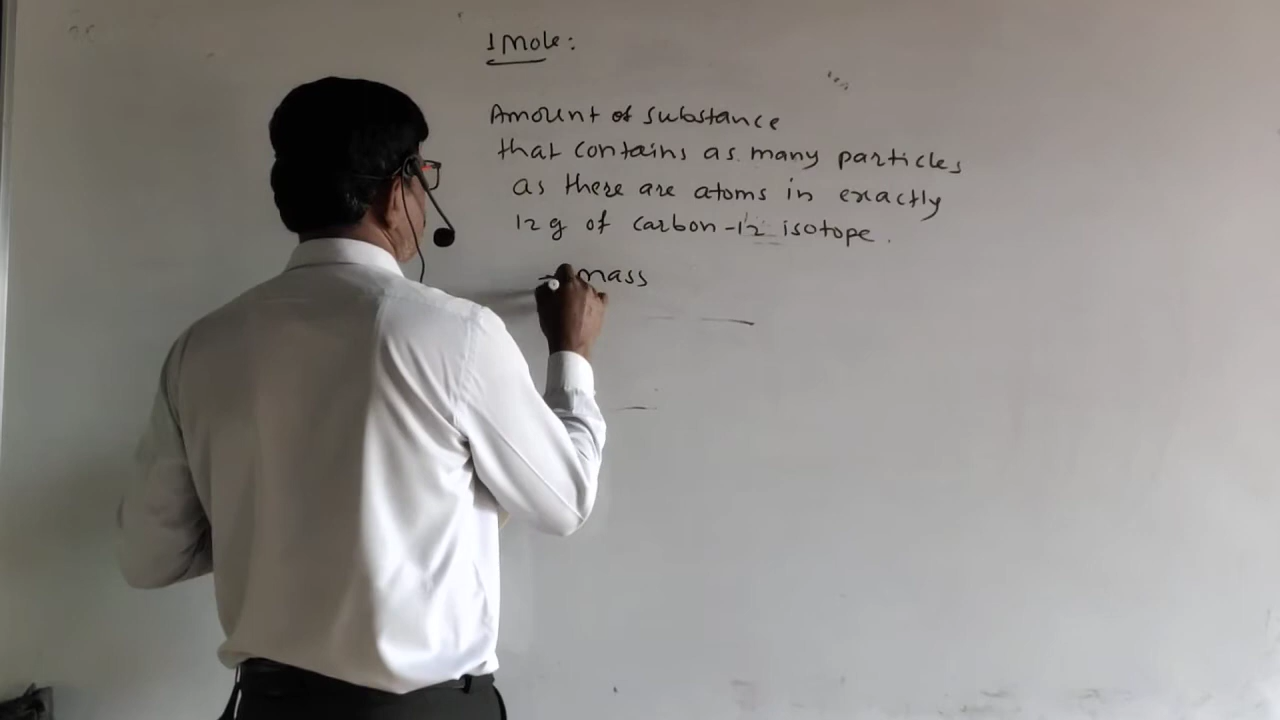 1 Mole:
Amount of substance
that contains as many particles
as there are atoms in exactly
12 g of carbon-12 isotope.
→ mass